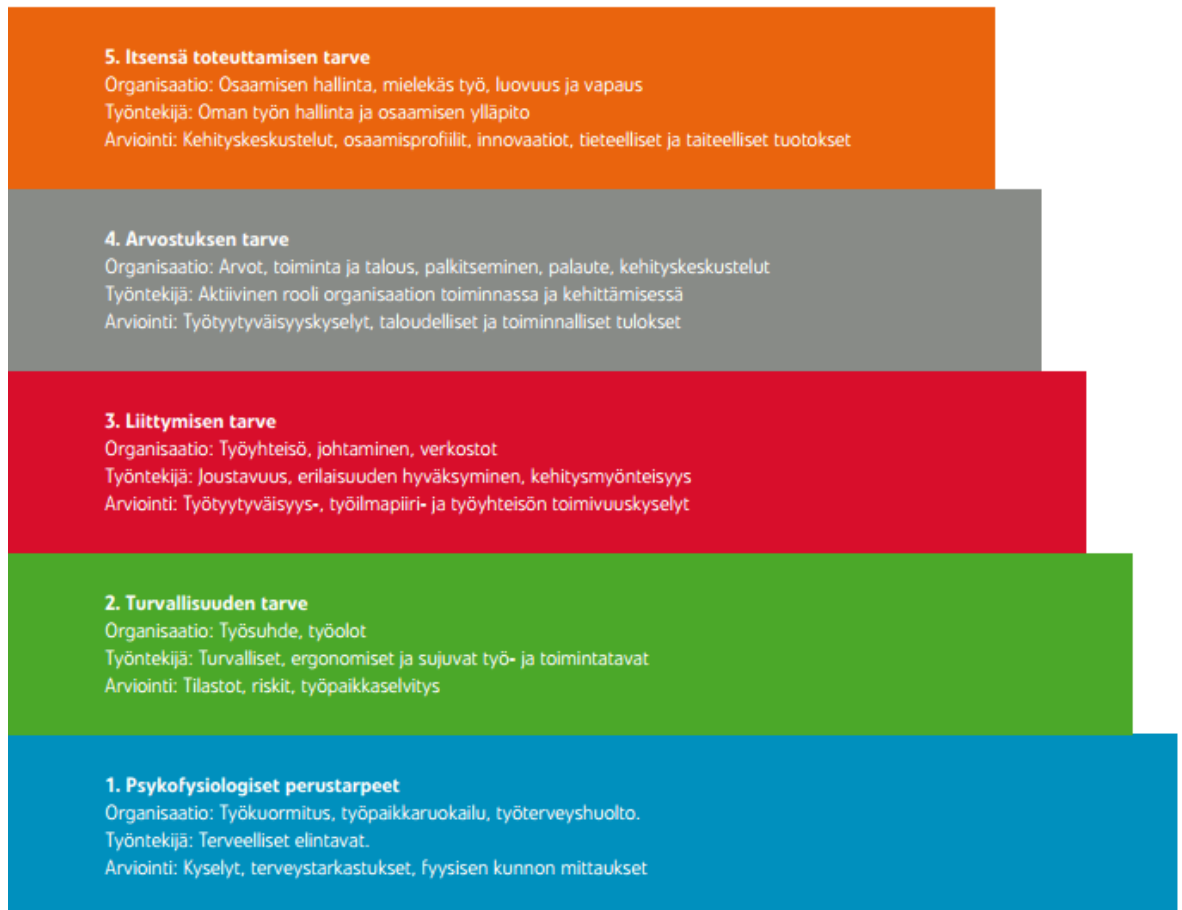 5. Itsensä toteuttamisen tarve
Organisaatio: Osaamisen hallinta, mielekäs työ, luovuus ja vapaus
Työntekijä: Oman työn hallinta ja osaamisen ylläpito
Arviointi: Kehityskeskustelut, osaamisprofiilit, innovaatiot, tieteelliset ja taiteelliset tuotokset
4. Arvostuksen tarve
Organisaatio: Arvot, toiminta ja talous, palkitseminen, palaute, kehityskeskustelut
Työntekijä: Aktiivinen rooli organisaation toiminnassa ja kehittämisessä
Arviointi: Työtyytyväisyyskyselyt, taloudelliset ja toiminnalliset tulokset
3. Liittymisen tarve
Organisaatio: Työyhteisö, johtaminen, verkostot
Työntekijä: Joustavuus, erilaisuuden hyväksyminen, kehitysmyönteisyys
Arviointi: Työtyytyväisyys-, työilmapiiri- ja työyhteisön toimivuuskyselyt
2. Turvallisuuden tarve
Organisaatio: Työsuhde, työolot
Työntekijä: Turvalliset, ergonomiset ja sujuvat työ- ja toimintatavat
Arviointi: Tilastot, riskit, työpaikkaselvitys
1. Psykofysiologiset perustarpeet
Organisaatio: Työkuormitus, työpaikkaruokailu, työterveyshuolto.
Työntekijä: Terveelliset elintavat.
Arviointi: Kyselyt, terveystarkastukset, fyysisen kunnon mittaukset